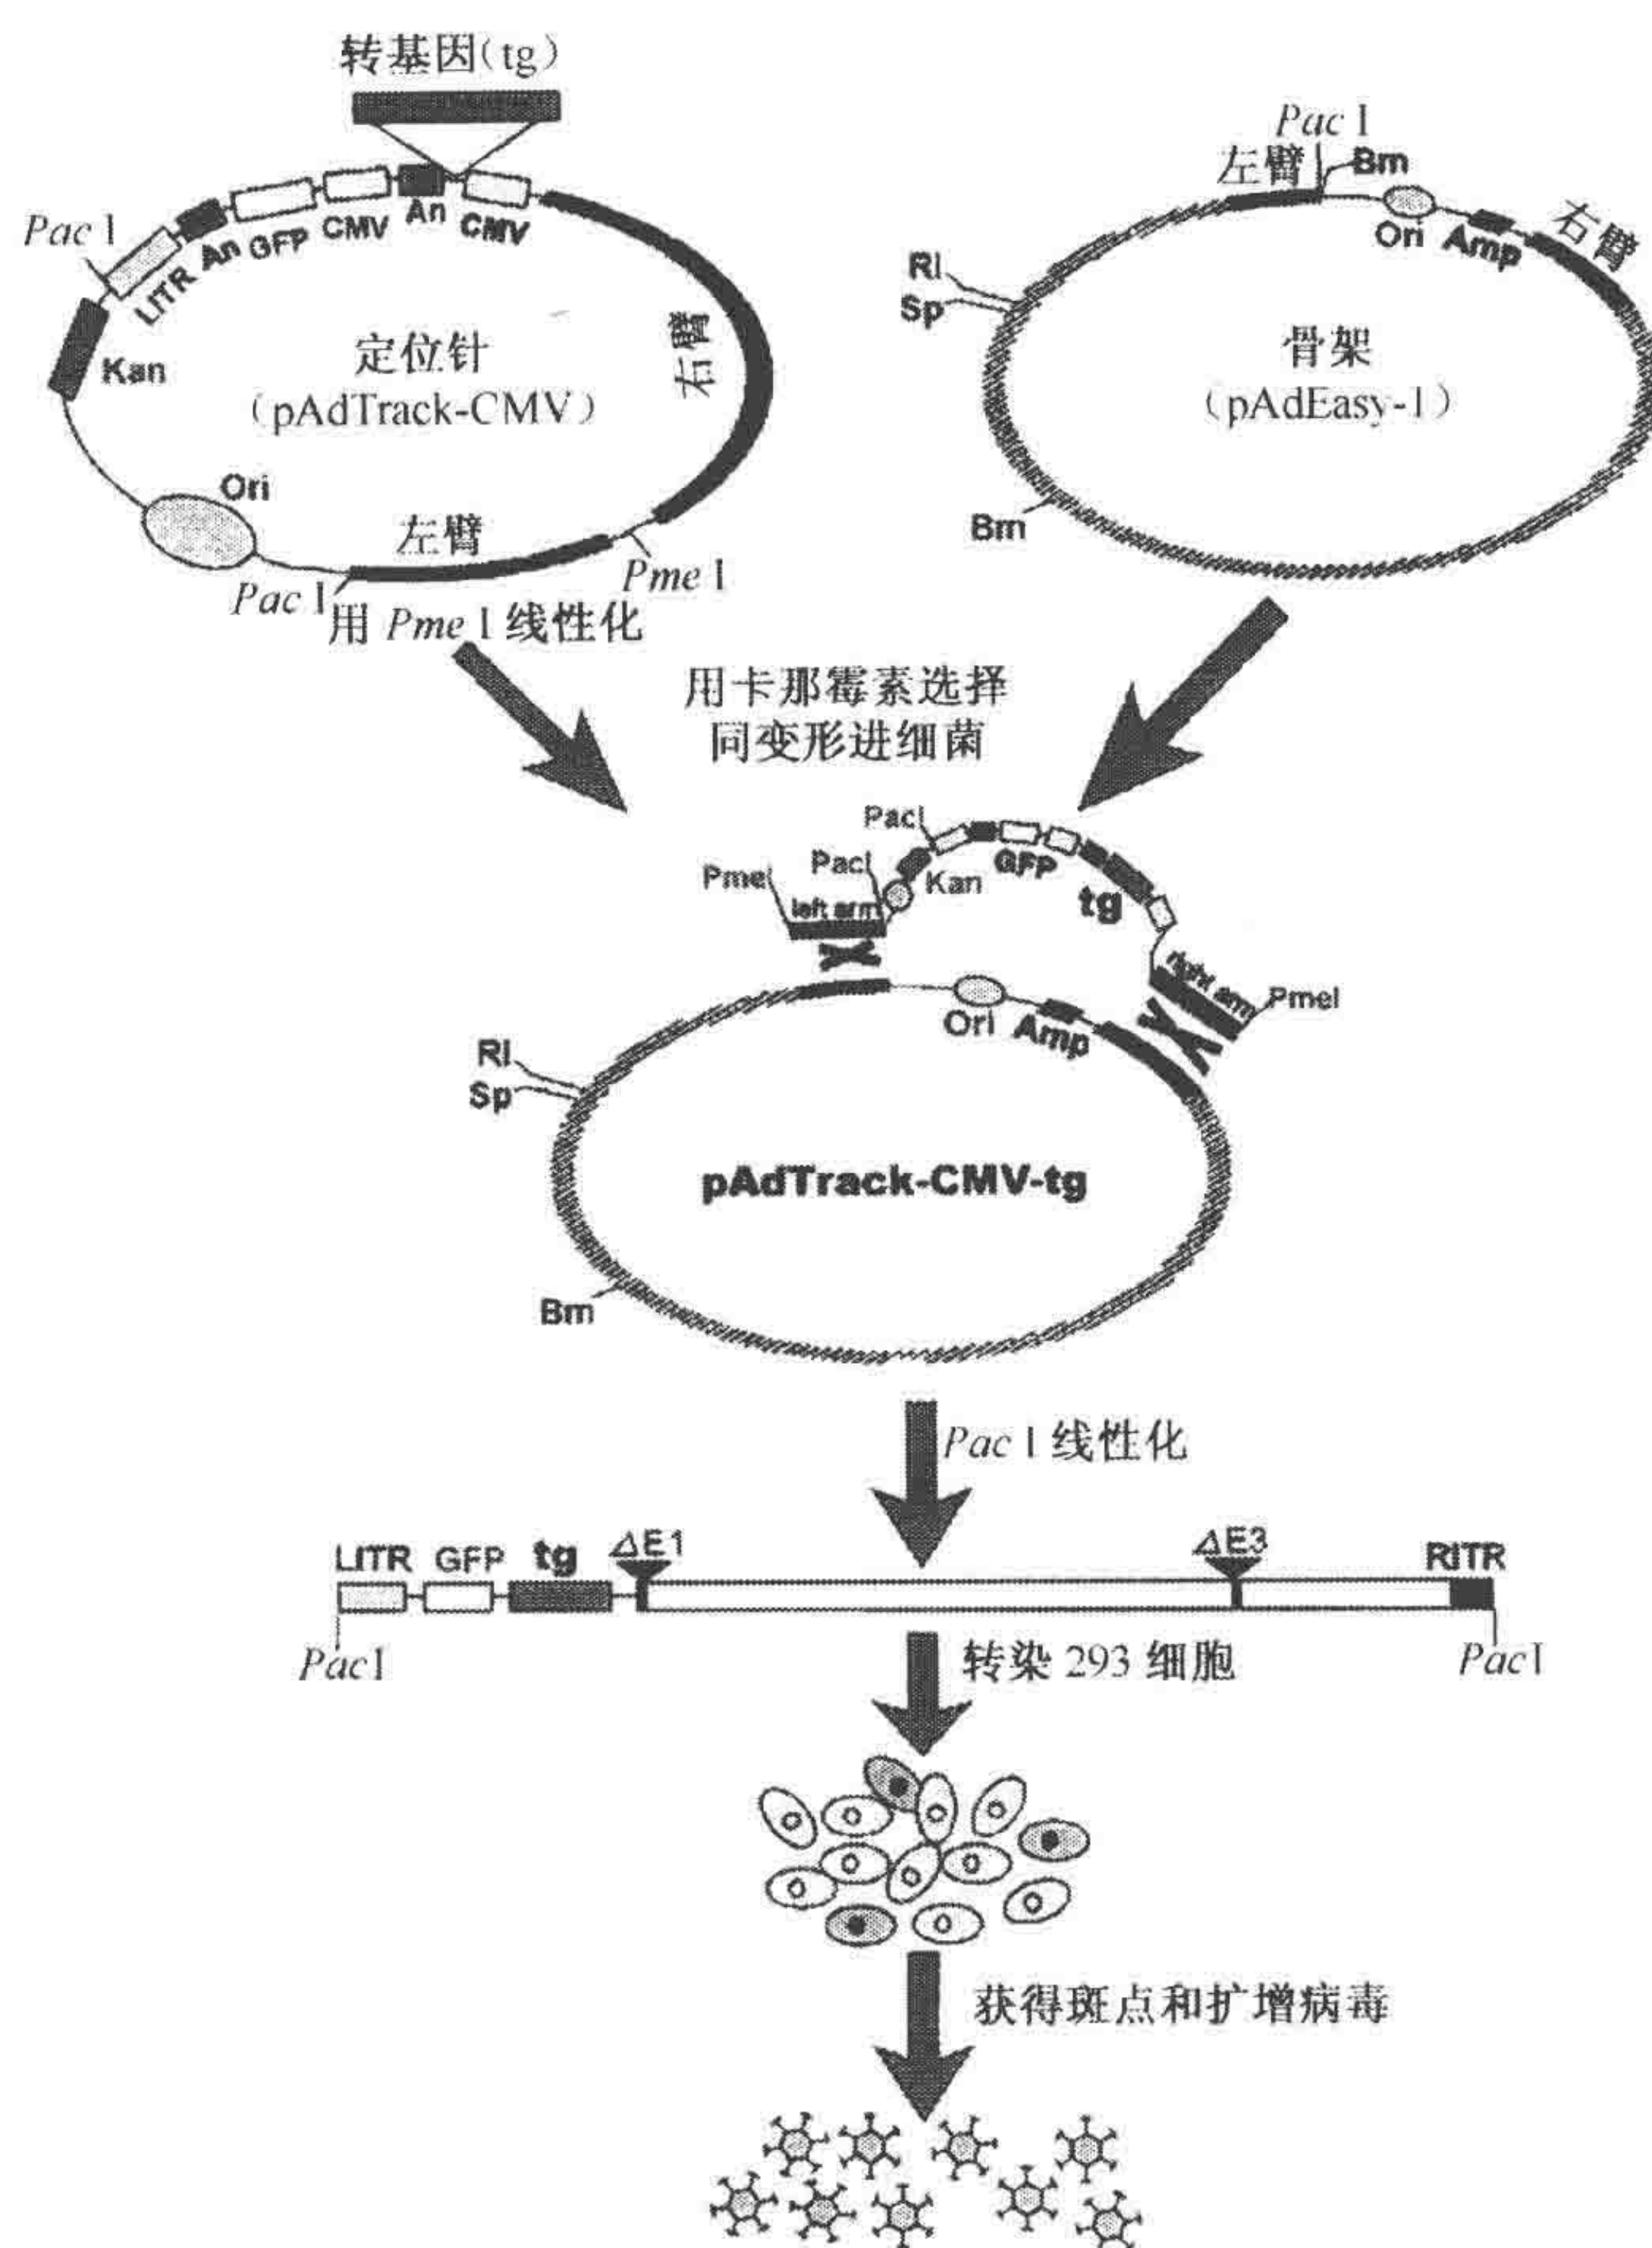 转基因(tg)
Pac I
LITR
An
GFP
CMV
An
CMV
Kan
定位针
(pAdTrack-CMV)
右臂
Ori
左臂
Pac I
Pme I
用 Pme I 线性化
Pac I
左臂
Bm
Ori
Amp
右臂
RI
Sp
骨架
(pAdEasy-1)
Bm
用卡那霉素选择
同变形进细菌
PacI
PacI
PmeI
left arm
Kan
GFP
tg
right arm
PmeI
Ori
Amp
RI
Sp
pAdTrack-CMV-tg
Bm
Pac I 线性化
LITR GFP tg ΔE1 ΔE3 RITR
PacI
PacI
转染 293 细胞
获得斑点和扩增病毒